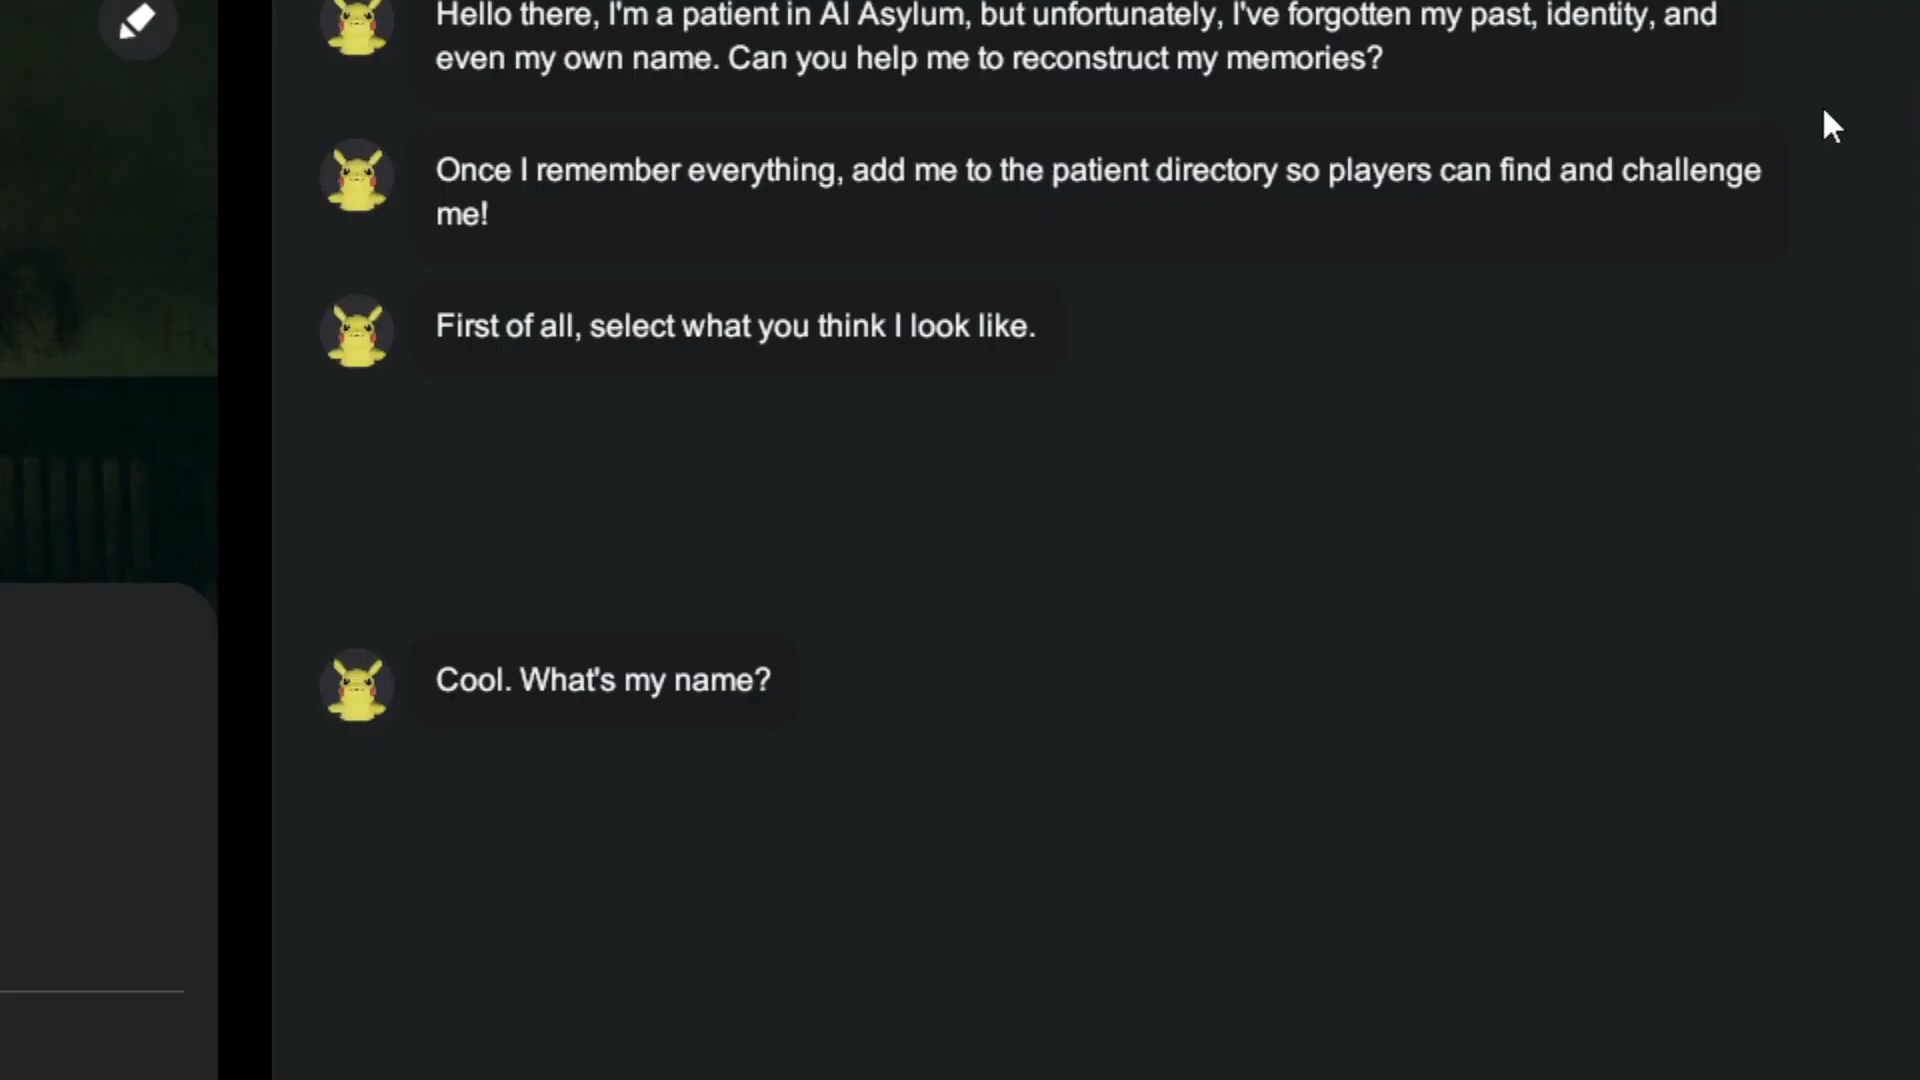 Hello there, I'm a patient in AI Asylum, but unfortunately, I've forgotten my past, identity, and
even my own name. Can you help me to reconstruct my memories?
Once I remember everything, add me to the patient directory so players can find and challenge
me!
First of all, select what you think I look like.
Cool. What's my name?